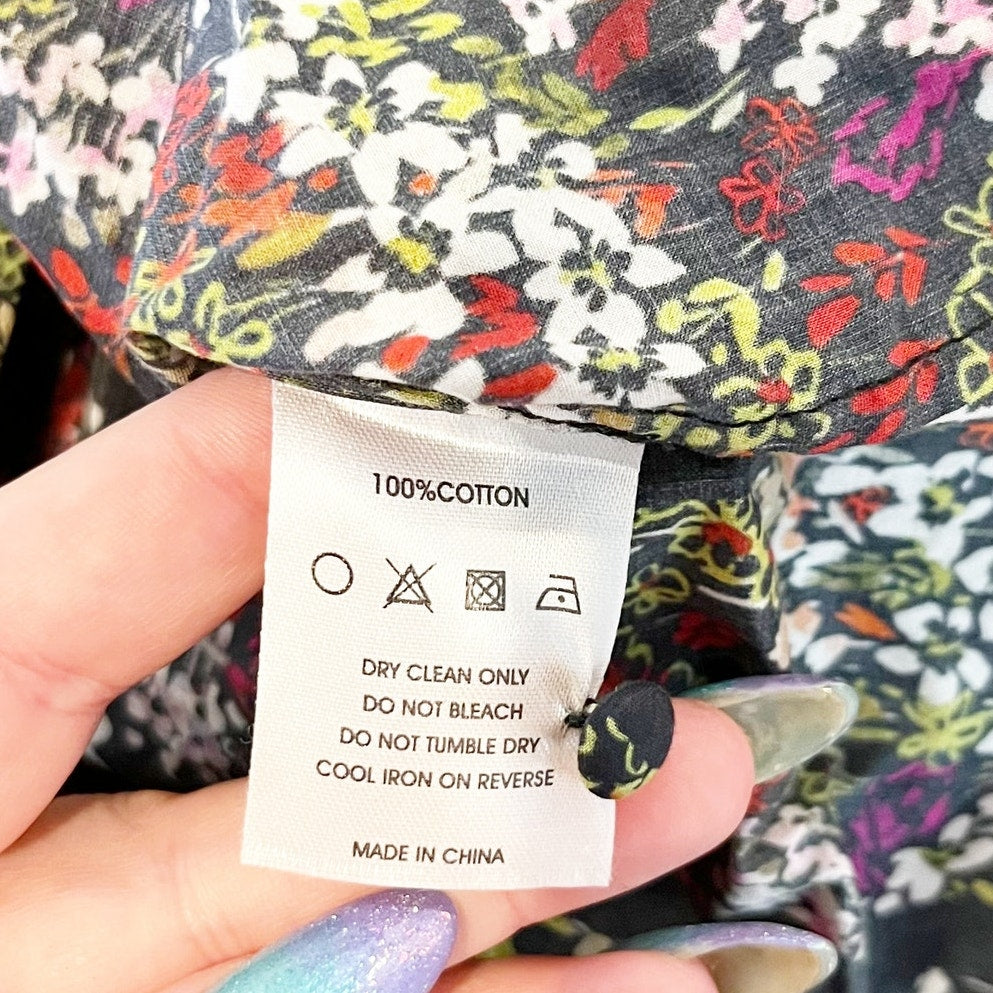 100%COTTON
DRY CLEAN ONLY
DO NOT BLEACH
DO NOT TUMBLE DRY
COOL IRON ON REVERSE
MADE IN CHINA